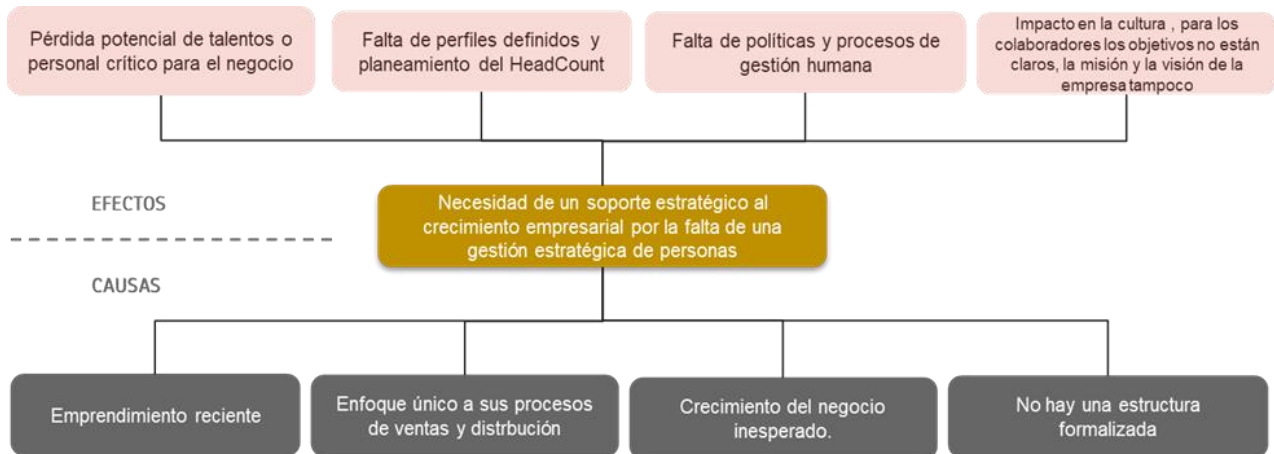 Pérdida potencial de talentos o
personal crítico para el negocio
Falta de perfiles definidos y
planeamiento del HeadCount
Falta de políticas y procesos de
gestión humana
Impacto en la cultura , para los
colaboradores los objetivos no están
claros, la misión y la visión de la
empresa tampoco
EFECTOS
Necesidad de un soporte estratégico al
crecimiento empresarial por la falta de una
gestión estratégica de personas
CAUSAS
Emprendimiento reciente
Enfoque único a sus procesos
de ventas y distrbución
Crecimiento del negocio
inesperado.
No hay una estructura
formalizada